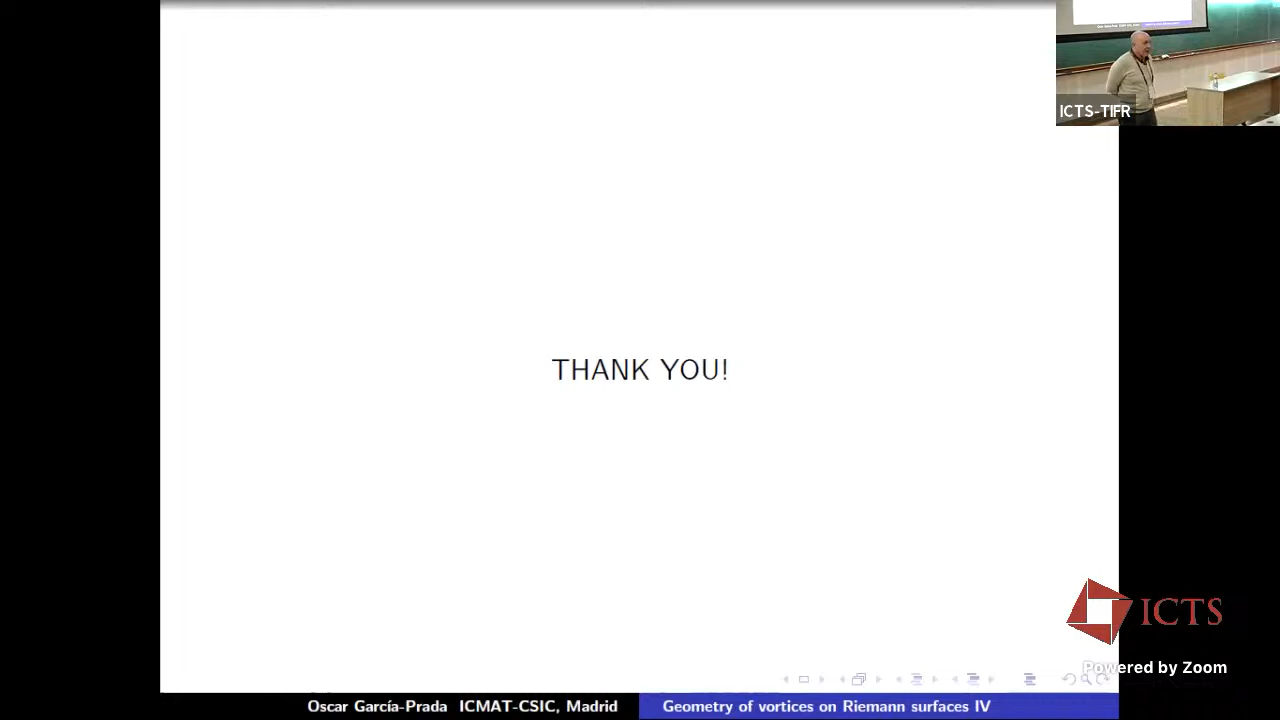 ICTS-TIFR
THANK YOU!
ICTS
Powered by Zoom
Oscar García-Prada ICMAT-CSIC, Madrid
Geometry of vortices on Riemann surfaces IV